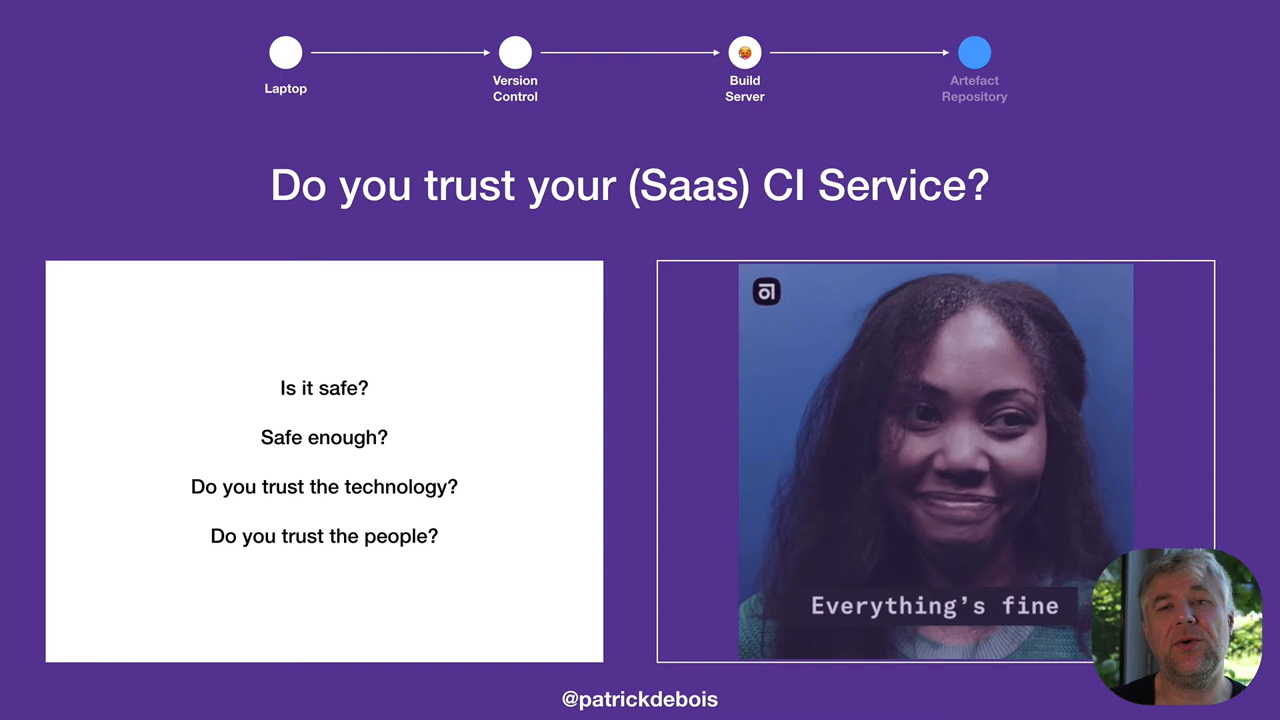 Laptop
Version
Control
Build
Server
Artefact
Repository
Do you trust your (Saas) CI Service?
Is it safe?
Safe enough?
Do you trust the technology?
Do you trust the people?
Everything's fine
@patrickdebois